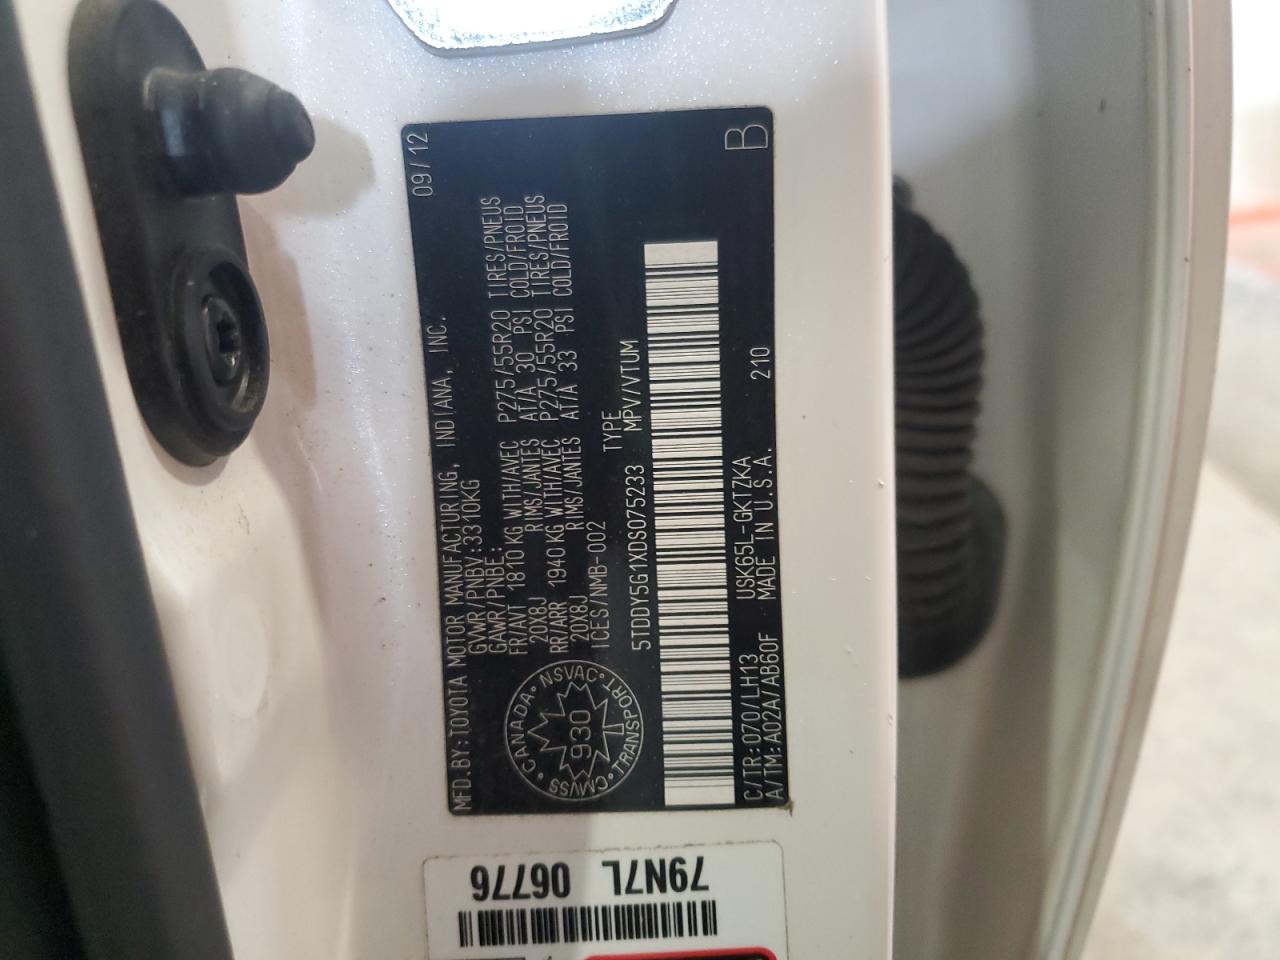 MFD.BY:TOYOTA MOTOR MANUFACTURING, INDIANA, INC. 09/12
GVWR/PNBV:3310KG
GAWR/PNBE:
FR/AVT 1810 KG WITH/AVEC P275/55R20 TIRES/PNEUS
20X8J RIMS/JANTES AT/A 30 PSI COLD/FROID
RR/ARR 1940KG WITH/AVEC P275/55R20 TIRES/PNEUS
20X8J RIMS/JANTES AT/A 33 PSI COLD/FROID
ICES/NMB-002
5TDDY5G1XDS075233 TYPE MPV/VTUM
CANADA · NSVAC · TRANSPORT · CMVSS
930
C/TR:070/LH13 USK65L-GKTZKA 210
A/TM:A02A/AB60F MADE IN U.S.A.
B
79N7L 06776